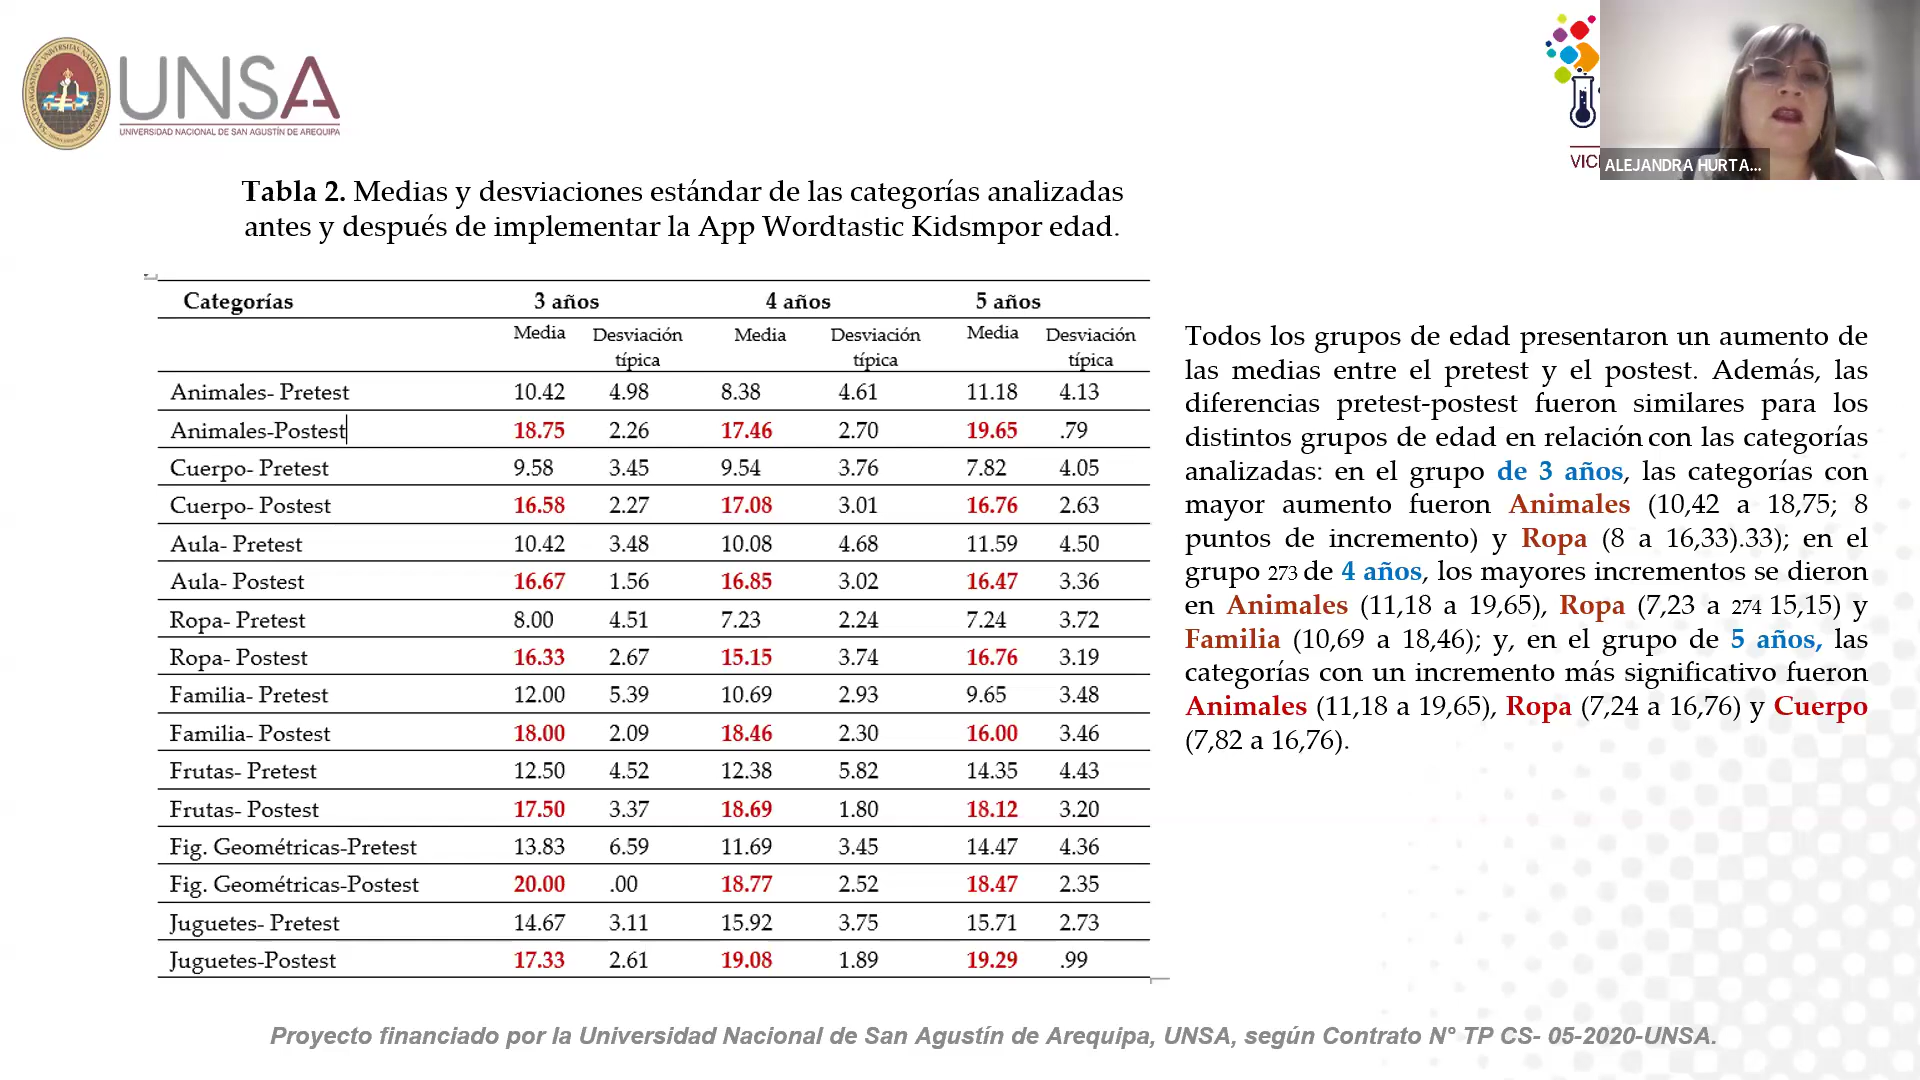 UNSA
UNIVERSIDAD NACIONAL DE SAN AGUSTÍN DE AREQUIPA
ALEJANDRA HURTA...
Tabla 2. Medias y desviaciones estándar de las categorías analizadas
antes y después de implementar la App Wordtastic Kidsmpor edad.
Categorías 3 años 4 años 5 años
Media Desviación típica Media Desviación típica Media Desviación típica
Animales- Pretest 10.42 4.98 8.38 4.61 11.18 4.13
Animales-Postest 18.75 2.26 17.46 2.70 19.65 .79
Cuerpo- Pretest 9.58 3.45 9.54 3.76 7.82 4.05
Cuerpo- Postest 16.58 2.27 17.08 3.01 16.76 2.63
Aula- Pretest 10.42 3.48 10.08 4.68 11.59 4.50
Aula- Postest 16.67 1.56 16.85 3.02 16.47 3.36
Ropa- Pretest 8.00 4.51 7.23 2.24 7.24 3.72
Ropa- Postest 16.33 2.67 15.15 3.74 16.76 3.19
Familia- Pretest 12.00 5.39 10.69 2.93 9.65 3.48
Familia- Postest 18.00 2.09 18.46 2.30 16.00 3.46
Frutas- Pretest 12.50 4.52 12.38 5.82 14.35 4.43
Frutas- Postest 17.50 3.37 18.69 1.80 18.12 3.20
Fig. Geométricas-Pretest 13.83 6.59 11.69 3.45 14.47 4.36
Fig. Geométricas-Postest 20.00 .00 18.77 2.52 18.47 2.35
Juguetes- Pretest 14.67 3.11 15.92 3.75 15.71 2.73
Juguetes-Postest 17.33 2.61 19.08 1.89 19.29 .99
Todos los grupos de edad presentaron un aumento de
las medias entre el pretest y el postest. Además, las
diferencias pretest-postest fueron similares para los
distintos grupos de edad en relación con las categorías
analizadas: en el grupo de 3 años, las categorías con
mayor aumento fueron Animales (10,42 a 18,75; 8
puntos de incremento) y Ropa (8 a 16,33).33); en el
grupo 273 de 4 años, los mayores incrementos se dieron
en Animales (11,18 a 19,65), Ropa (7,23 a 274 15,15) y
Familia (10,69 a 18,46); y, en el grupo de 5 años, las
categorías con un incremento más significativo fueron
Animales (11,18 a 19,65), Ropa (7,24 a 16,76) y Cuerpo
(7,82 a 16,76).
Proyecto financiado por la Universidad Nacional de San Agustín de Arequipa, UNSA, según Contrato N° TP CS- 05-2020-UNSA.